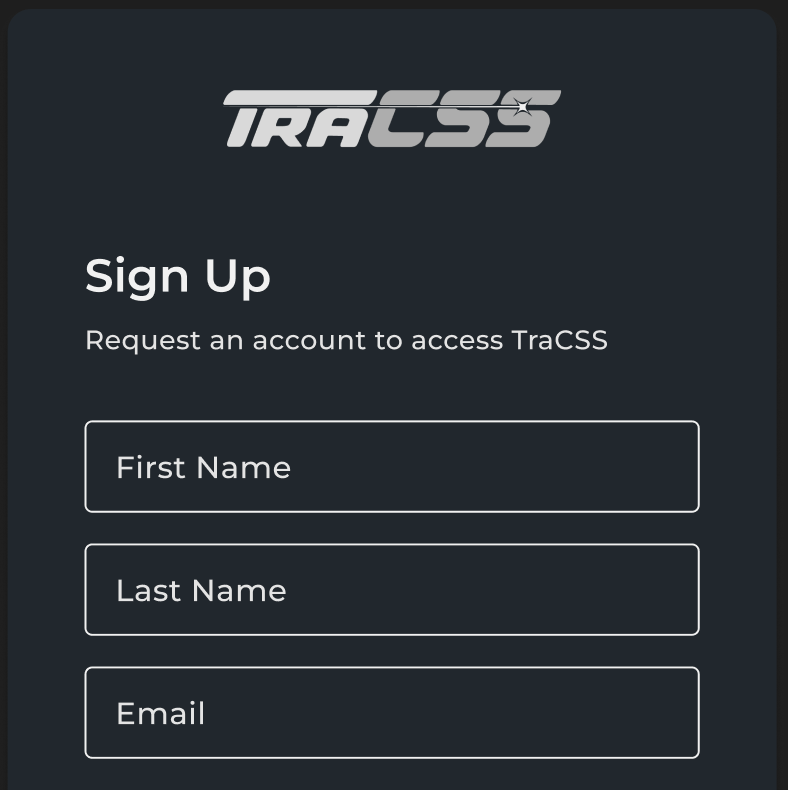 TRACSS
Sign Up
Request an account to access TraCSS
First Name
Last Name
Email